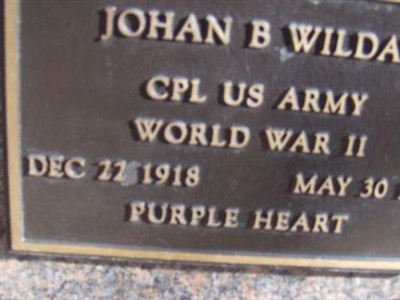 JOHAN B WILDA
CPL US ARMY
WORLD WAR II
DEC 22 1918 MAY 30
PURPLE HEART